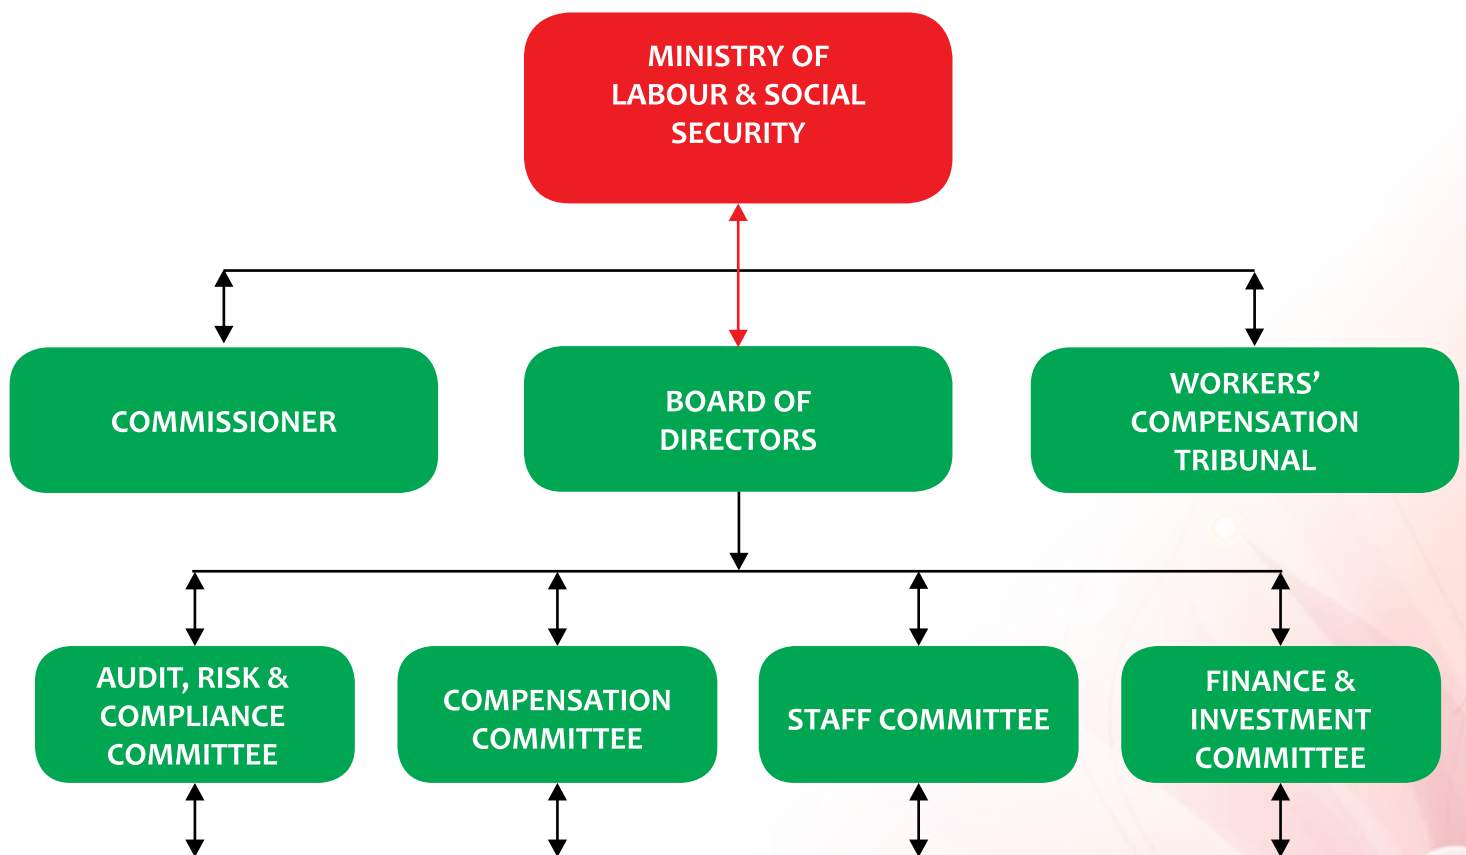 MINISTRY OF
LABOUR & SOCIAL
SECURITY
COMMISSIONER
BOARD OF
DIRECTORS
WORKERS’
COMPENSATION
TRIBUNAL
AUDIT, RISK &
COMPLIANCE
COMMITTEE
COMPENSATION
COMMITTEE
STAFF COMMITTEE
FINANCE &
INVESTMENT
COMMITTEE